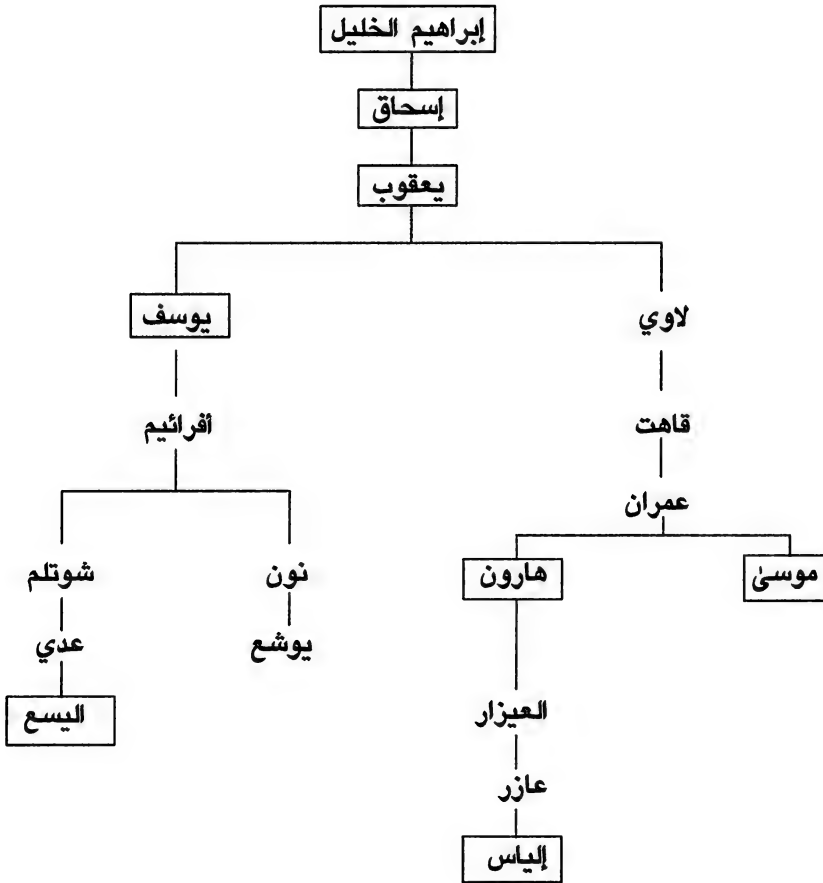 إبراهيم الخليل
إسحاق
يعقوب
لاوي
يوسف
قاهت
أفرائيم
عمران
موسىٰ
هارون
نون
شوتلم
يوشع
عدي
العيزار
اليسع
عازر
إلياس